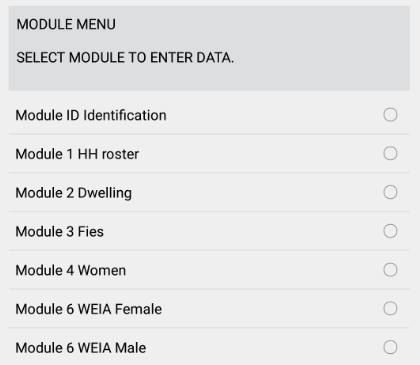 MODULE MENU
SELECT MODULE TO ENTER DATA.
Module ID Identification
Module 1 HH roster
Module 2 Dwelling
Module 3 Fies
Module 4 Women
Module 6 WEIA Female
Module 6 WEIA Male